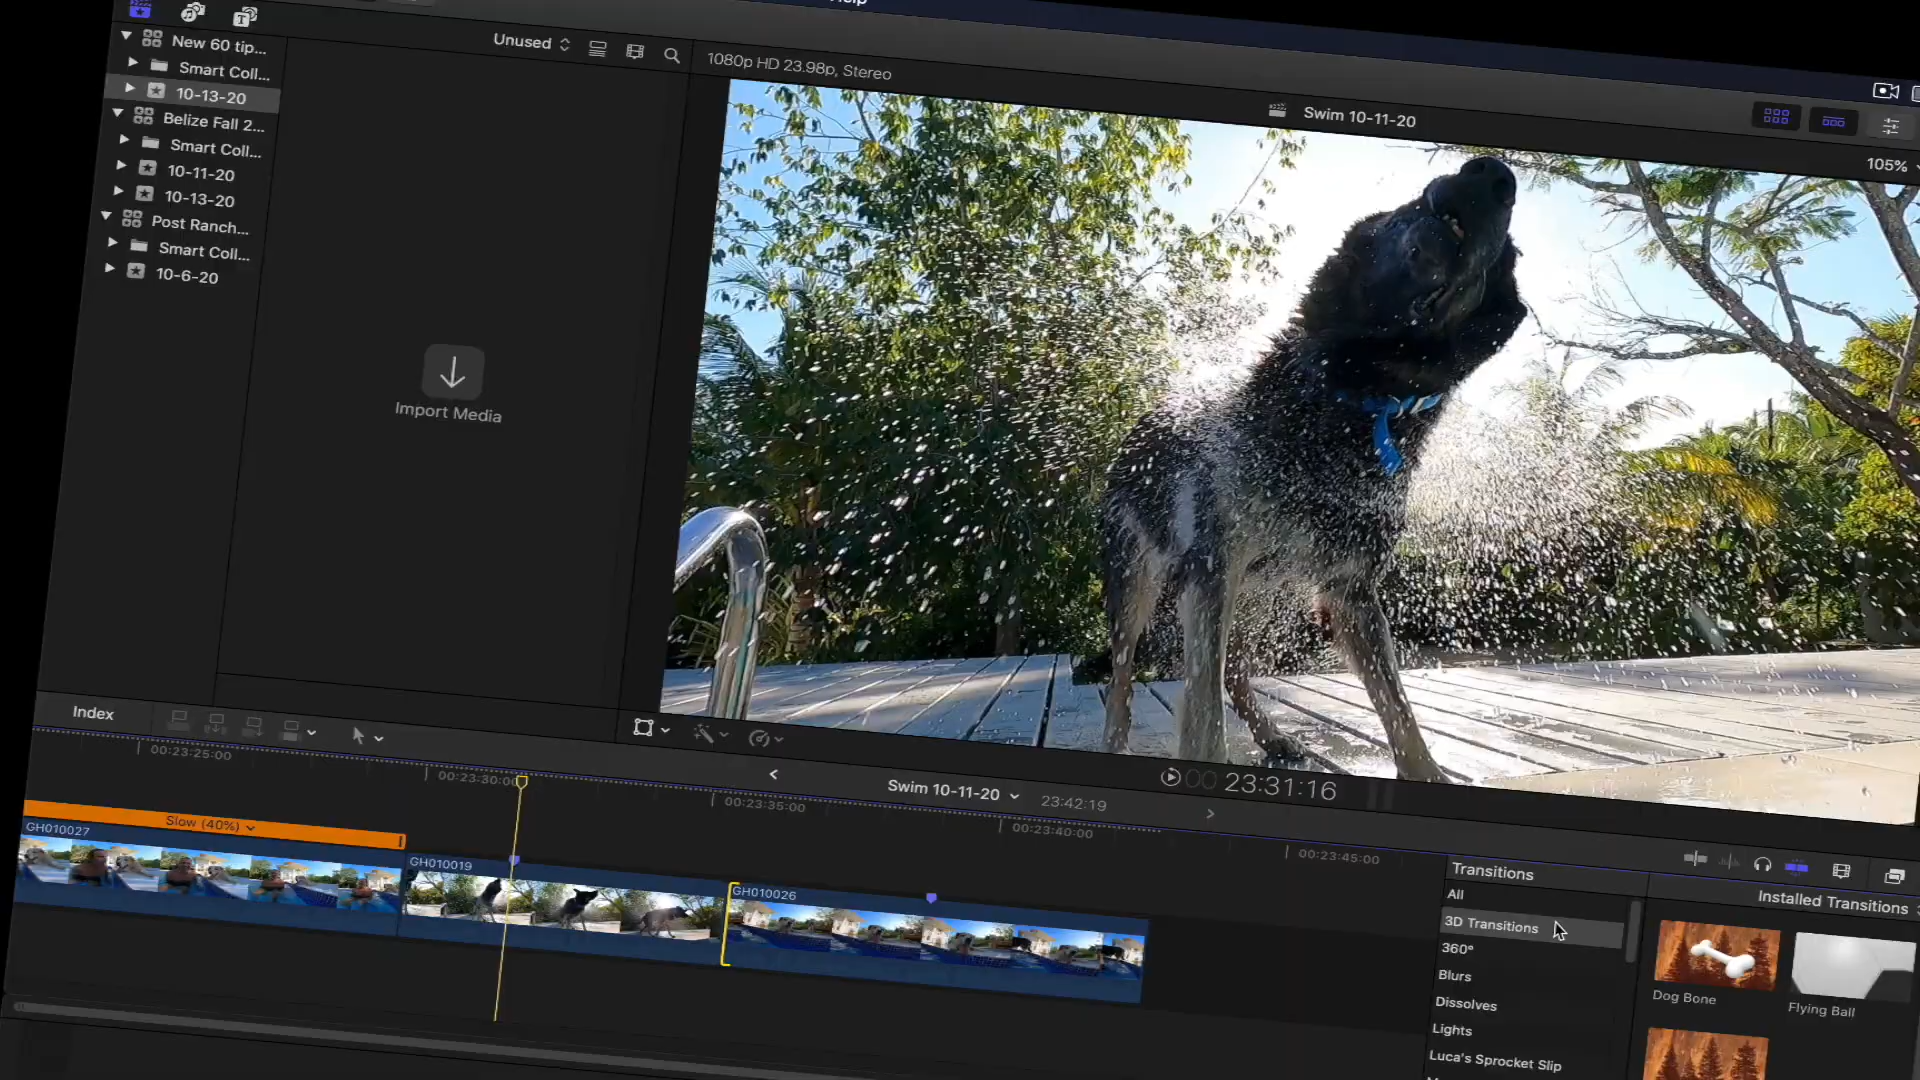 Help
New 60 tip...
Smart Coll...
10-13-20
Belize Fall 2...
Smart Coll...
10-11-20
10-13-20
Post Ranch...
Smart Coll...
10-6-20
Unused
Import Media
1080p HD 23.98p, Stereo
Swim 10-11-20
105%
Index
00 23:31:16
Swim 10-11-20
23:42:19
00:23:25:00
00:23:30:00
00:23:35:00
00:23:40:00
00:23:45:00
Slow (40%)
GH010027
GH010019
GH010026
Transitions
All
3D Transitions
360°
Blurs
Dissolves
Lights
Luca's Sprocket Slip
Installed Transitions
Dog Bone
Flying Ball